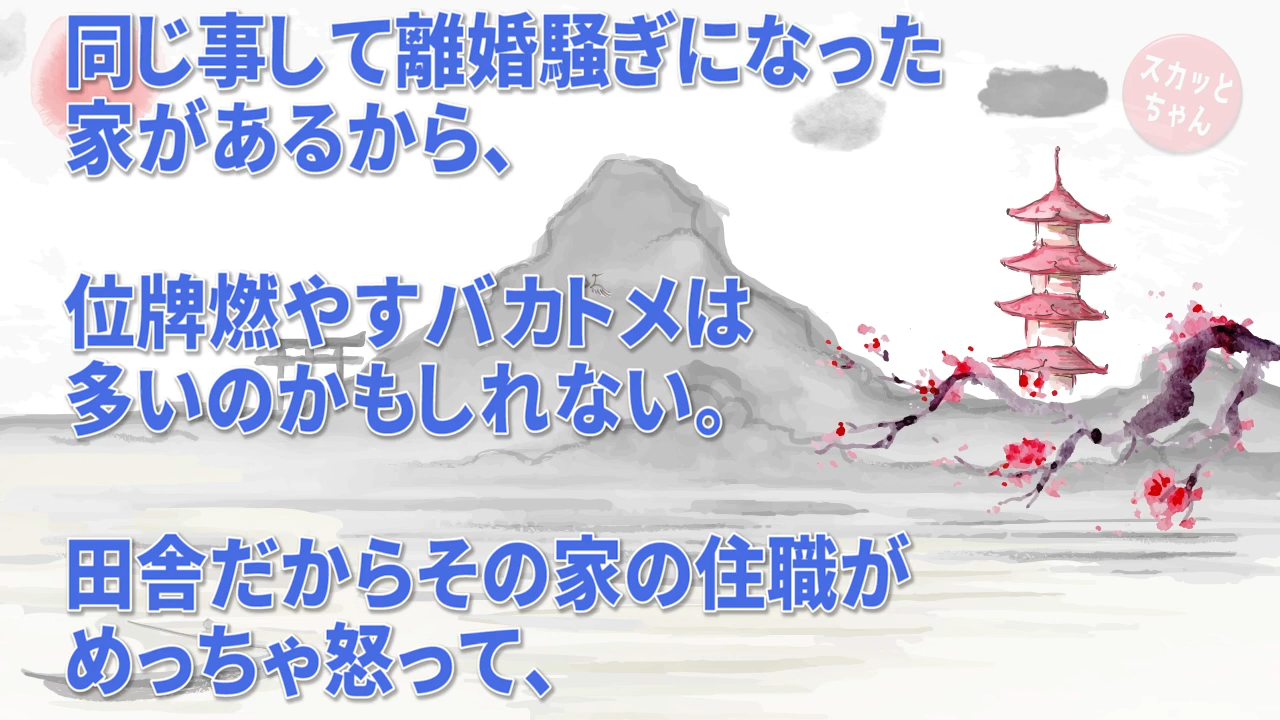 同じ事して離婚騒ぎになった
家があるから、
スカッと
ちゃん
位牌燃やすバカトメは
多いのかもしれない。
田舎だからその家の住職が
めっちゃ怒って、